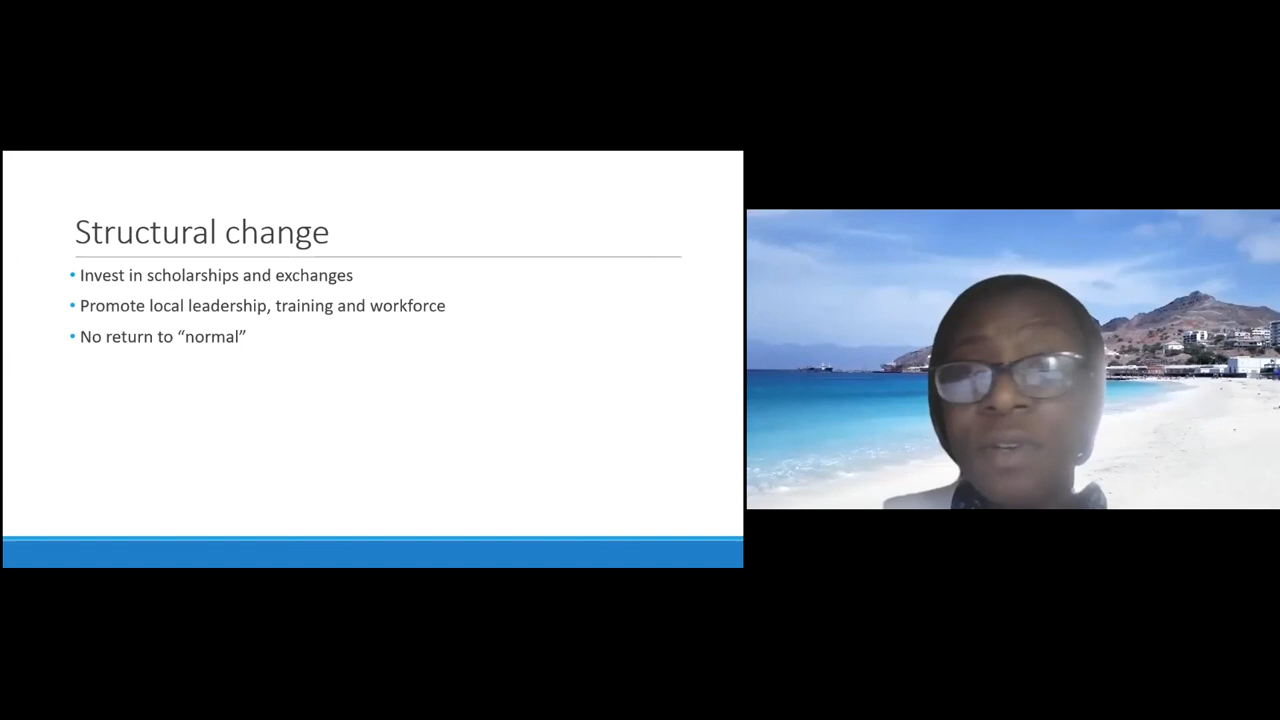 Structural change
• Invest in scholarships and exchanges
• Promote local leadership, training and workforce
• No return to “normal”